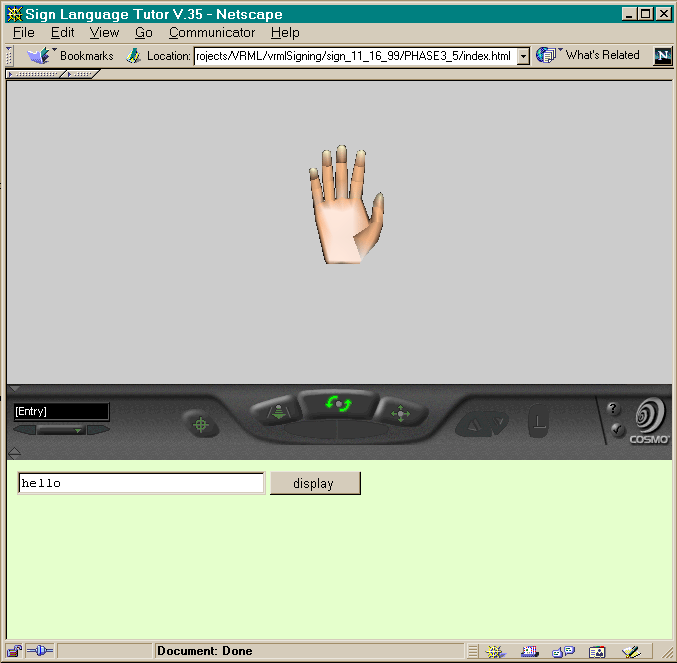 Sign Language Tutor V.35 - Netscape
File Edit View Go Communicator Help
Bookmarks Location: rojects/VRML/vrmlSigning/sign_11_16_99/PHASE3_5/index.html What's Related N
[Entry]
?
COSMO
hello display
Document: Done